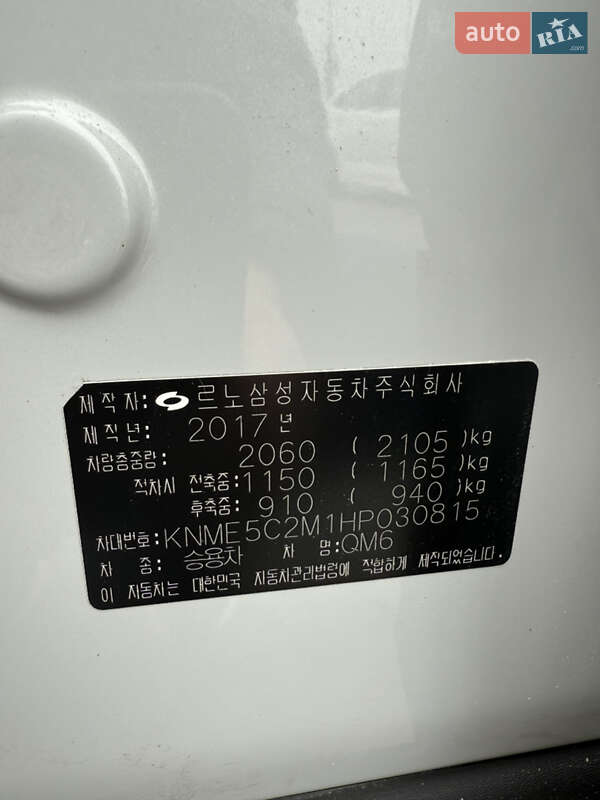 auto RIA .com
제작자: 르노삼성자동차주식회사
제작년: 2017 년
차량총중량: 2060 ( 2105 )kg
적차시 전축중: 1150 ( 1165 )kg
후축중: 910 ( 940 )kg
차대번호: KNME5C2M1HP030815
차 종: 승용차 차 명: QM6
이 자동차는 대한민국 자동차관리법령에 적합하게 제작되었습니다.